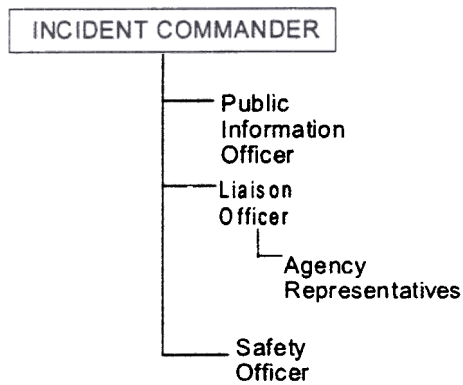 INCIDENT COMMANDER
Public
Information
Officer
Liaison
Officer
Agency
Representatives
Safety
Officer